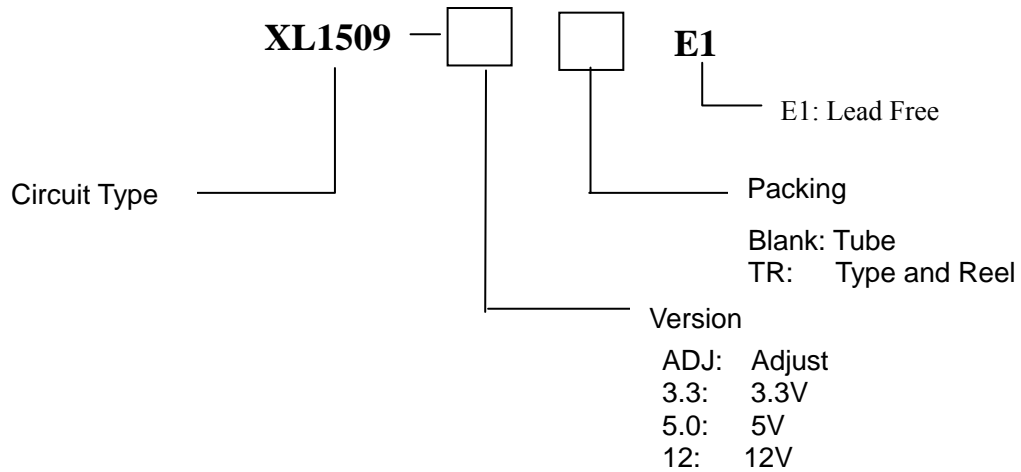 XL1509 — E1
E1: Lead Free
Circuit Type
Packing
Blank: Tube
TR: Type and Reel
Version
ADJ: Adjust
3.3: 3.3V
5.0: 5V
12: 12V